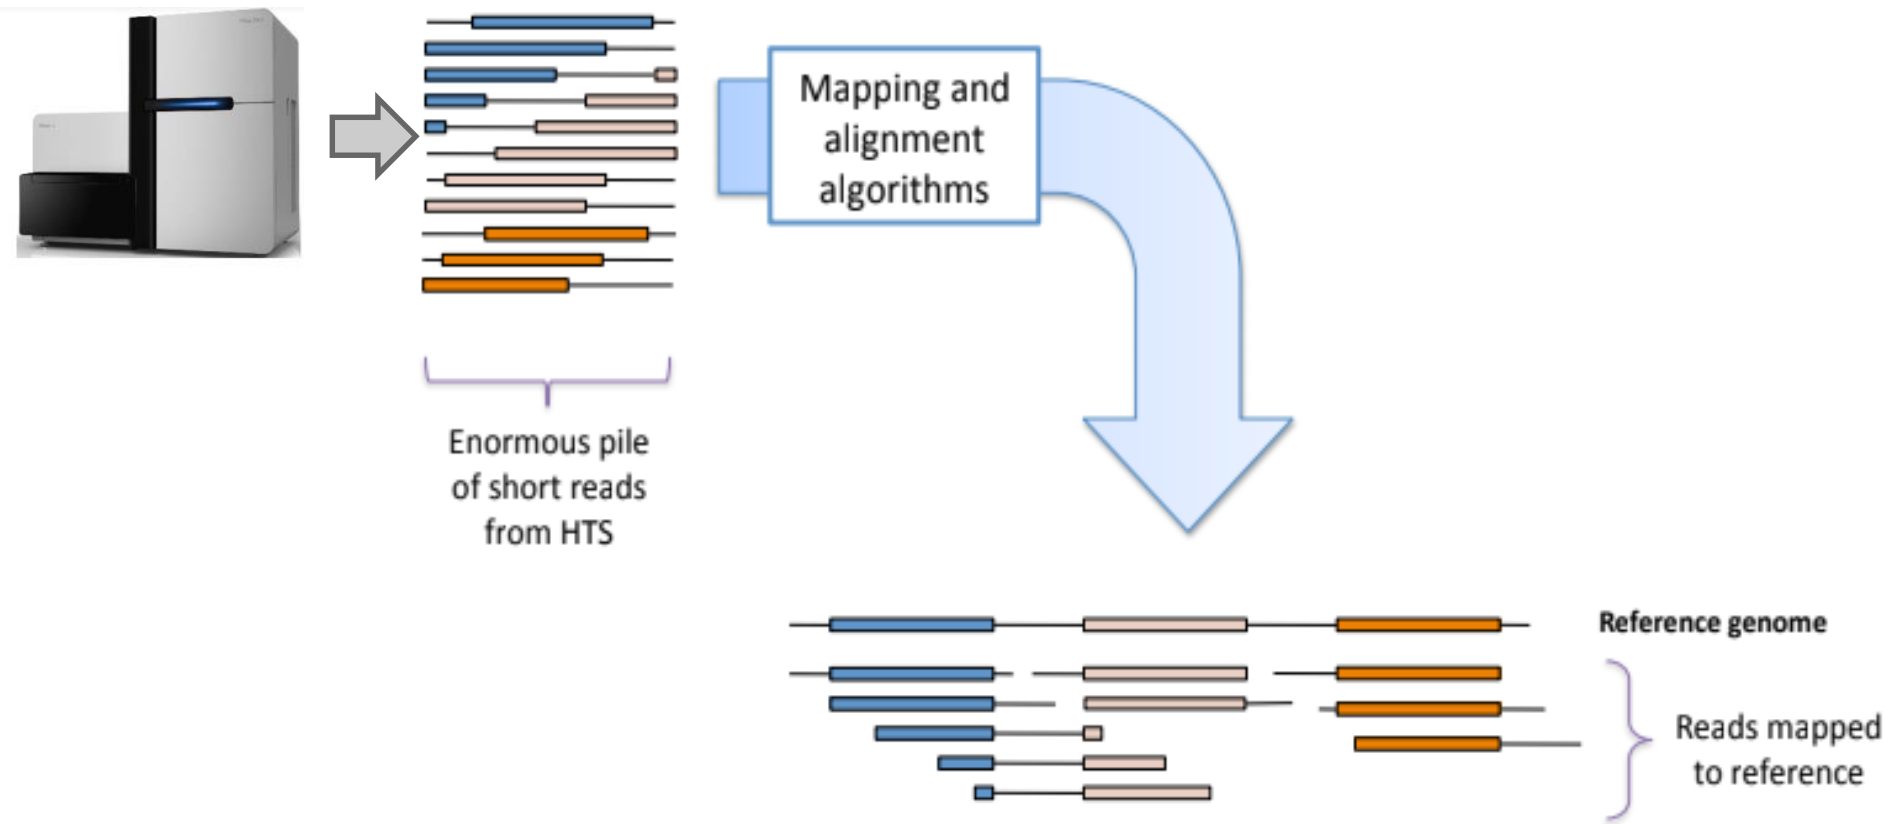 Mapping and
alignment
algorithms
Enormous pile
of short reads
from HTS
Reference genome
Reads mapped
to reference